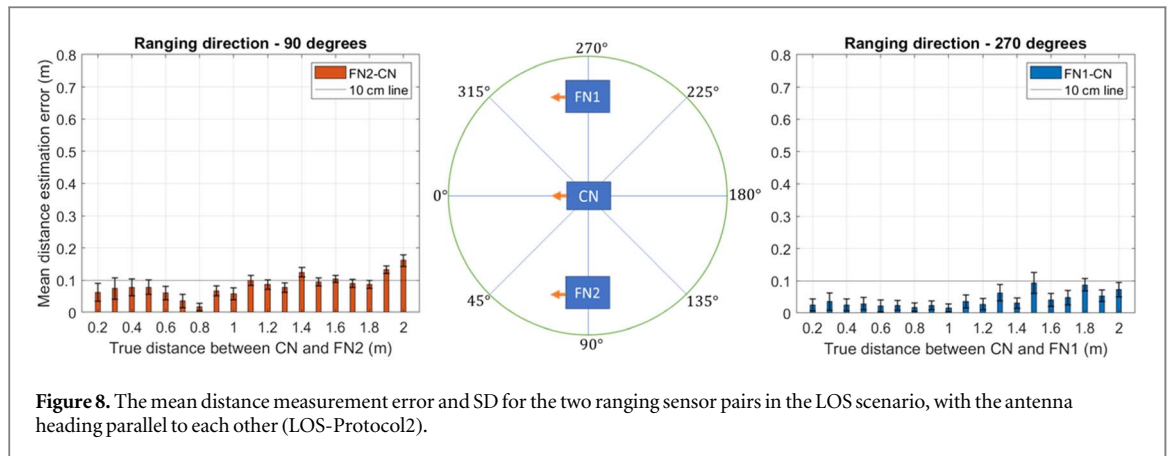 Ranging direction - 90 degrees
Mean distance estimation error (m)
0.8
0.7
0.6
0.5
0.4
0.3
0.2
0.1
0
FN2-CN
10 cm line
0.2 0.4 0.6 0.8 1 1.2 1.4 1.6 1.8 2
True distance between CN and FN2 (m)
270°
315°
225°
FN1
0°
CN
180°
FN2
45°
135°
90°
Ranging direction - 270 degrees
0.8
0.7
0.6
0.5
0.4
0.3
0.2
0.1
0
FN1-CN
10 cm line
0.2 0.4 0.6 0.8 1 1.2 1.4 1.6 1.8 2
True distance between CN and FN1 (m)
Figure 8. The mean distance measurement error and SD for the two ranging sensor pairs in the LOS scenario, with the antenna
heading parallel to each other (LOS-Protocol2).